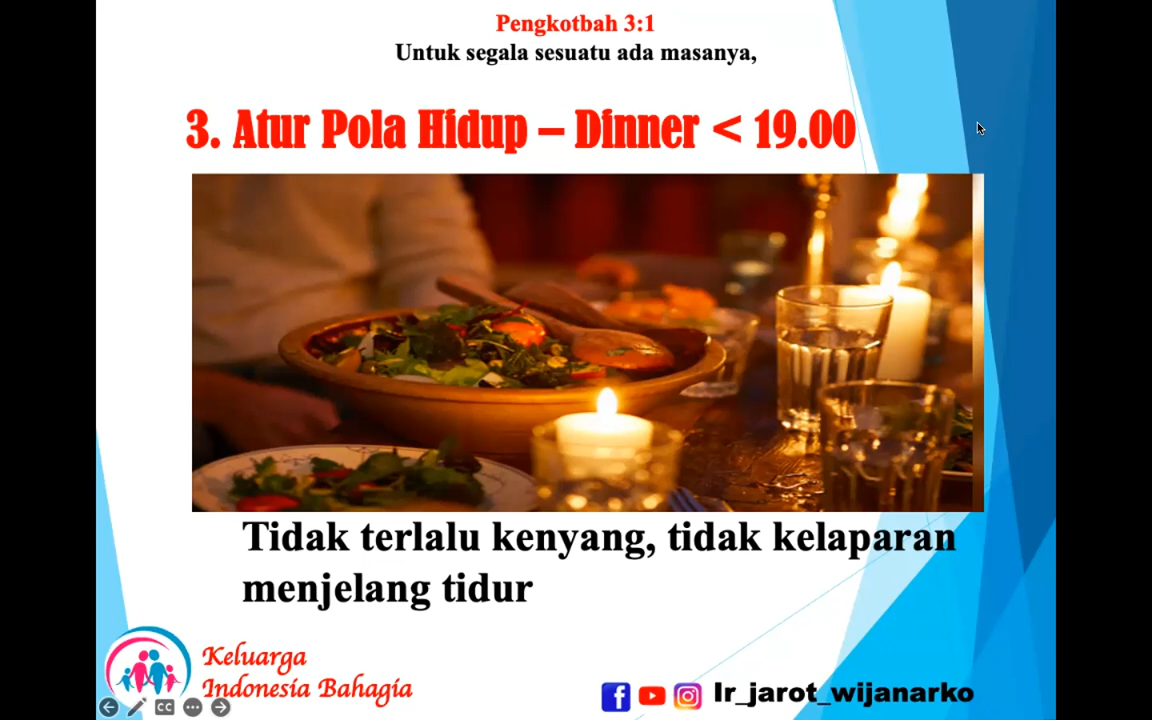 Pengkotbah 3:1
Untuk segala sesuatu ada masanya,
3. Atur Pola Hidup – Dinner < 19.00
Tidak terlalu kenyang, tidak kelaparan
menjelang tidur
Keluarga
Indonesia Bahagia
Ir_jarot_wijanarko
CC